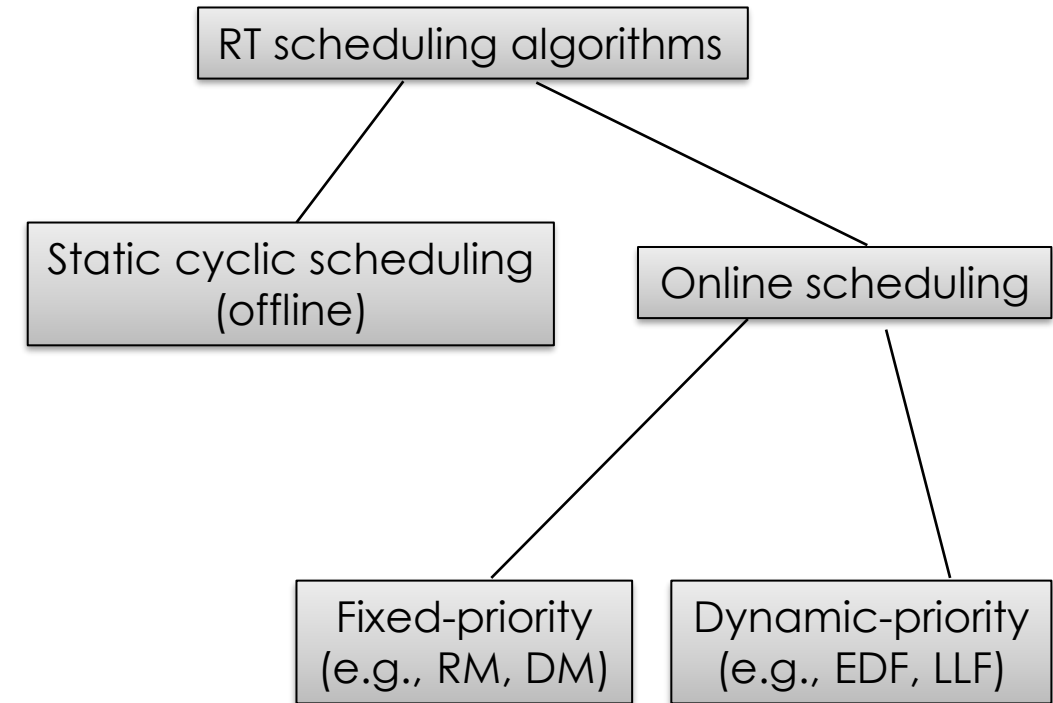 RT scheduling algorithms
Static cyclic scheduling
(offline)
Online scheduling
Fixed-priority
(e.g., RM, DM)
Dynamic-priority
(e.g., EDF, LLF)